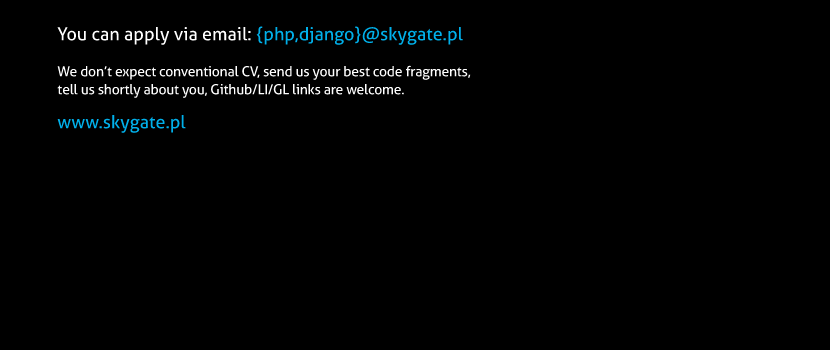 You can apply via email: {php,django}@skygate.pl
We don't expect conventional CV, send us your best code fragments,
tell us shortly about you, Github/LI/GL links are welcome.
www.skygate.pl